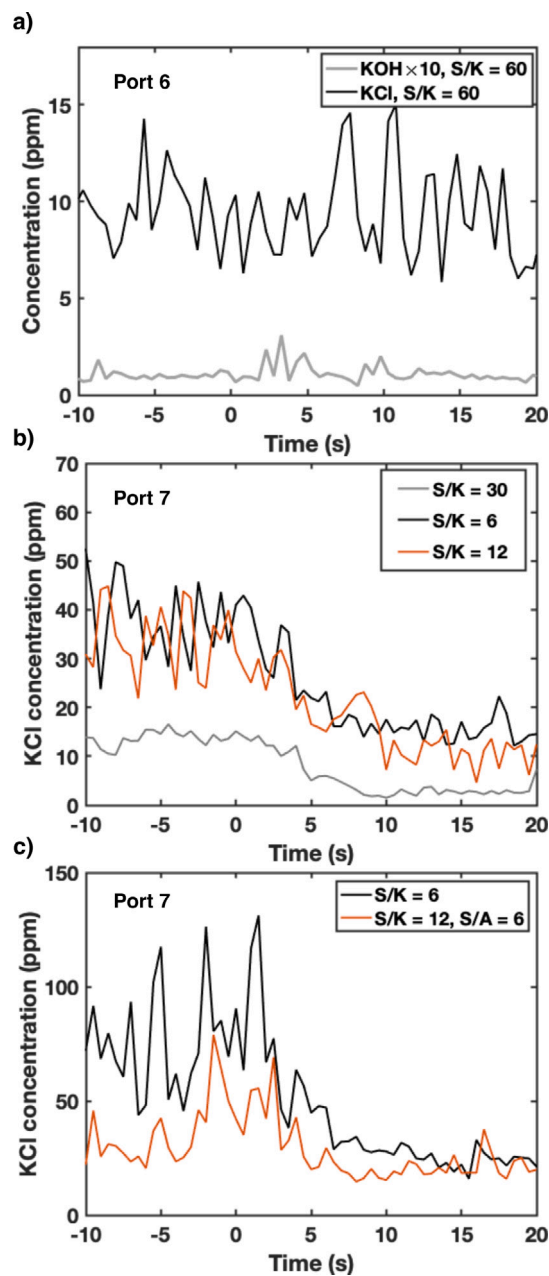 a)
Port 6
KOH×10, S/K = 60
KCl, S/K = 60
Concentration (ppm)
15
10
5
0
-10 -5 0 5 10 15 20
Time (s)
b)
Port 7
S/K = 30
S/K = 6
S/K = 12
KCl concentration (ppm)
70
60
50
40
30
20
10
0
-10 -5 0 5 10 15 20
Time (s)
c)
Port 7
S/K = 6
S/K = 12, S/A = 6
KCl concentration (ppm)
150
100
50
0
-10 -5 0 5 10 15 20
Time (s)